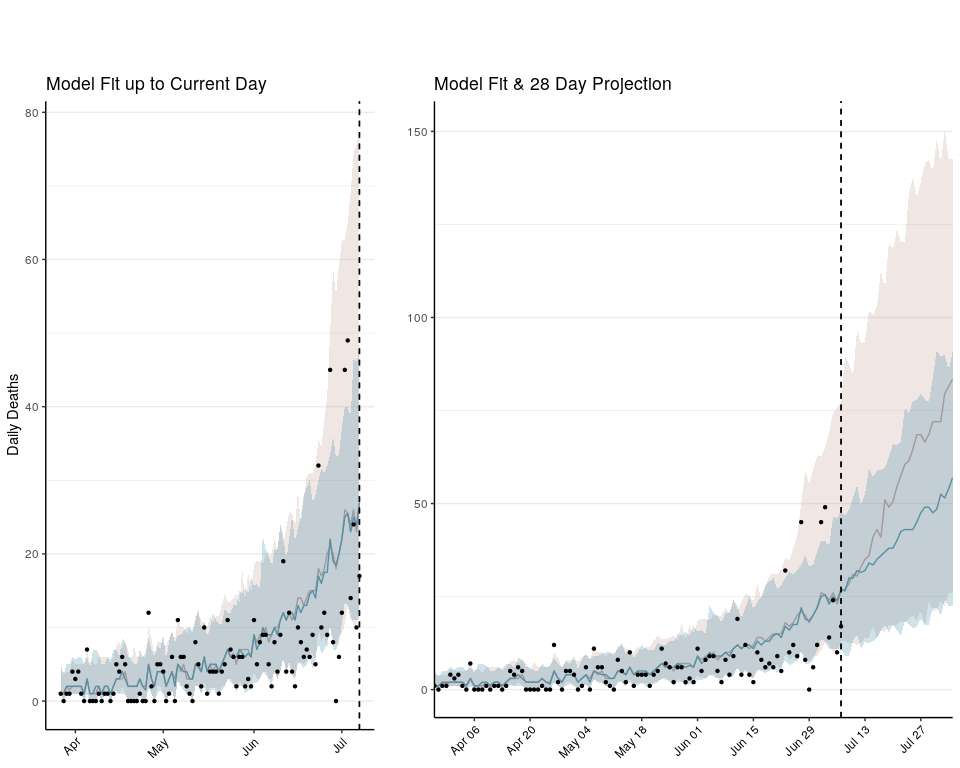 Model Fit up to Current Day
Model Fit & 28 Day Projection
Daily Deaths
80
60
40
20
0
Apr
May
Jun
Jul
150
100
50
0
Apr 06
Apr 20
May 04
May 18
Jun 01
Jun 15
Jun 29
Jul 13
Jul 27